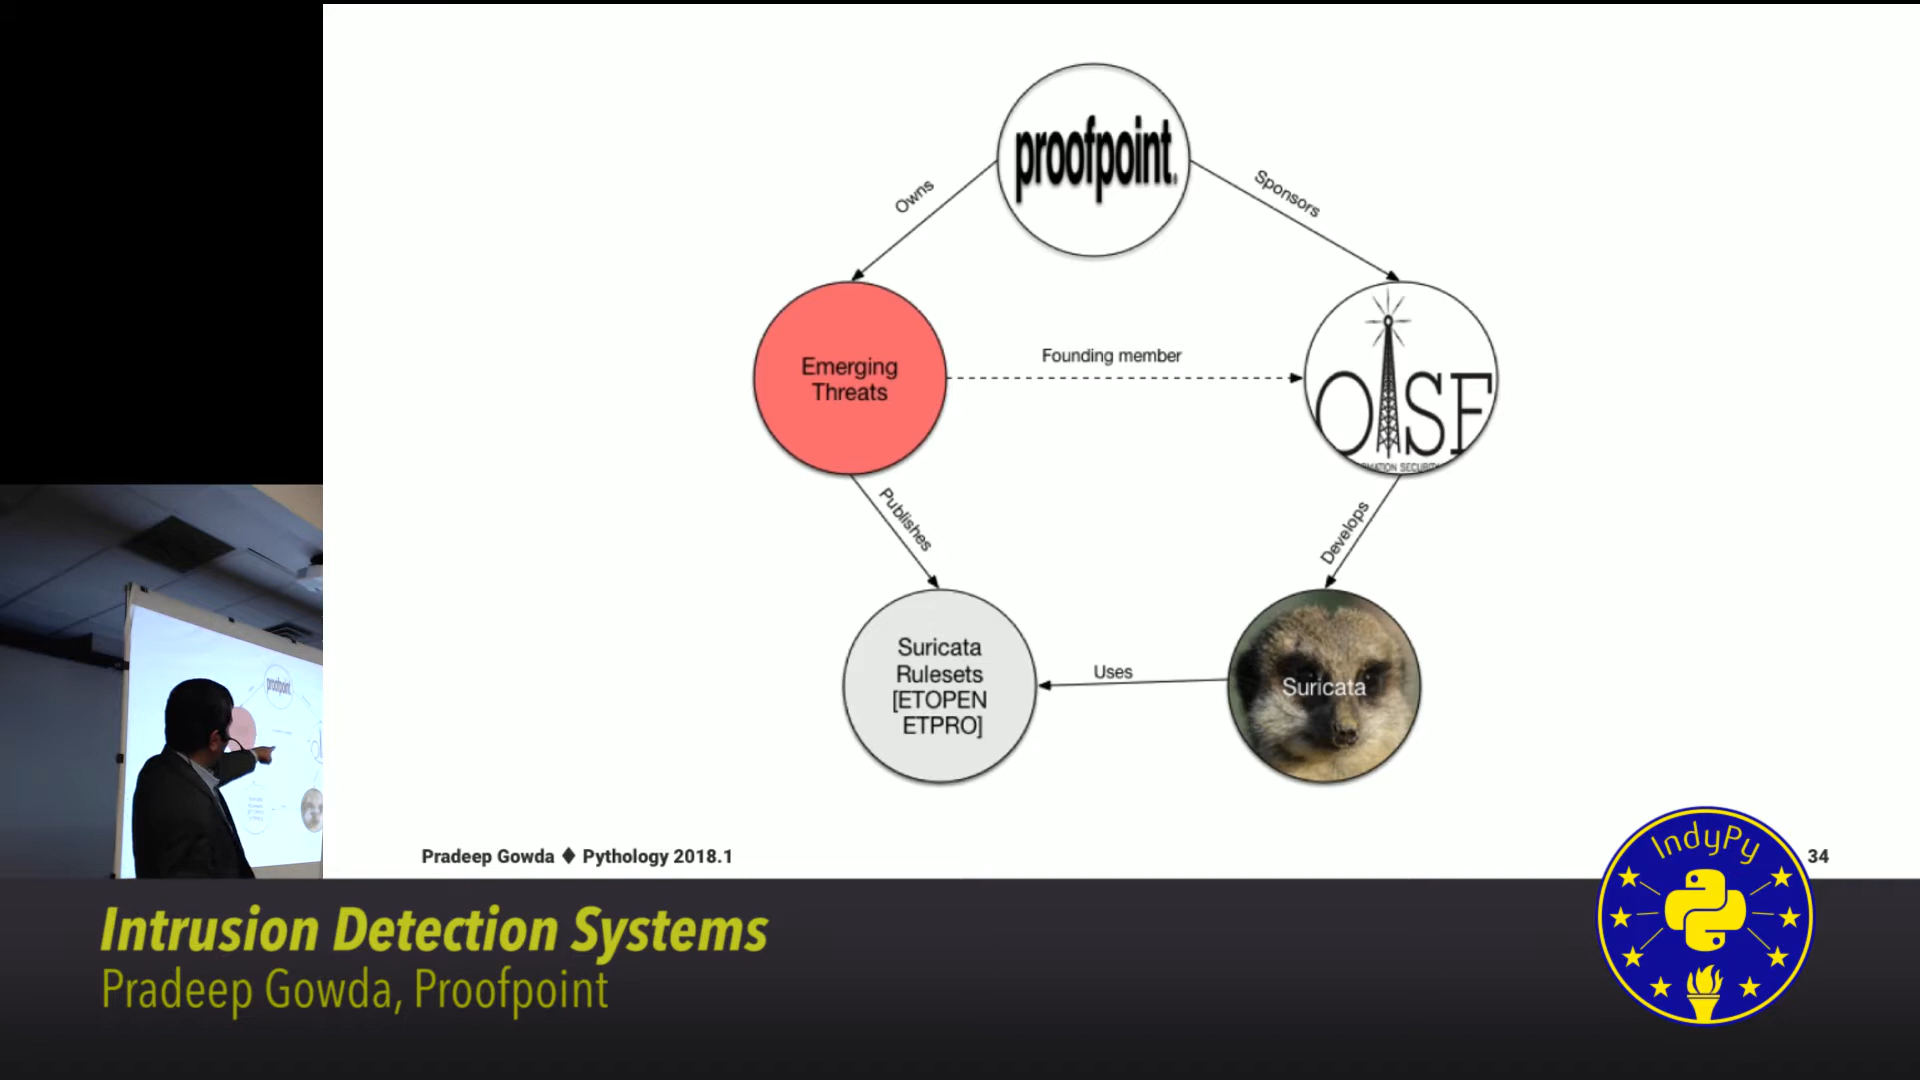 proofpoint.
Owns
Sponsors
Emerging
Threats
Founding member
OISF
Publishes
Develops
Suricata
Rulesets
[ETOPEN
ETPRO]
Uses
Suricata
Pradeep Gowda ♦ Pythology 2018.1
34
IndyPy
Intrusion Detection Systems
Pradeep Gowda, Proofpoint
proofpoint